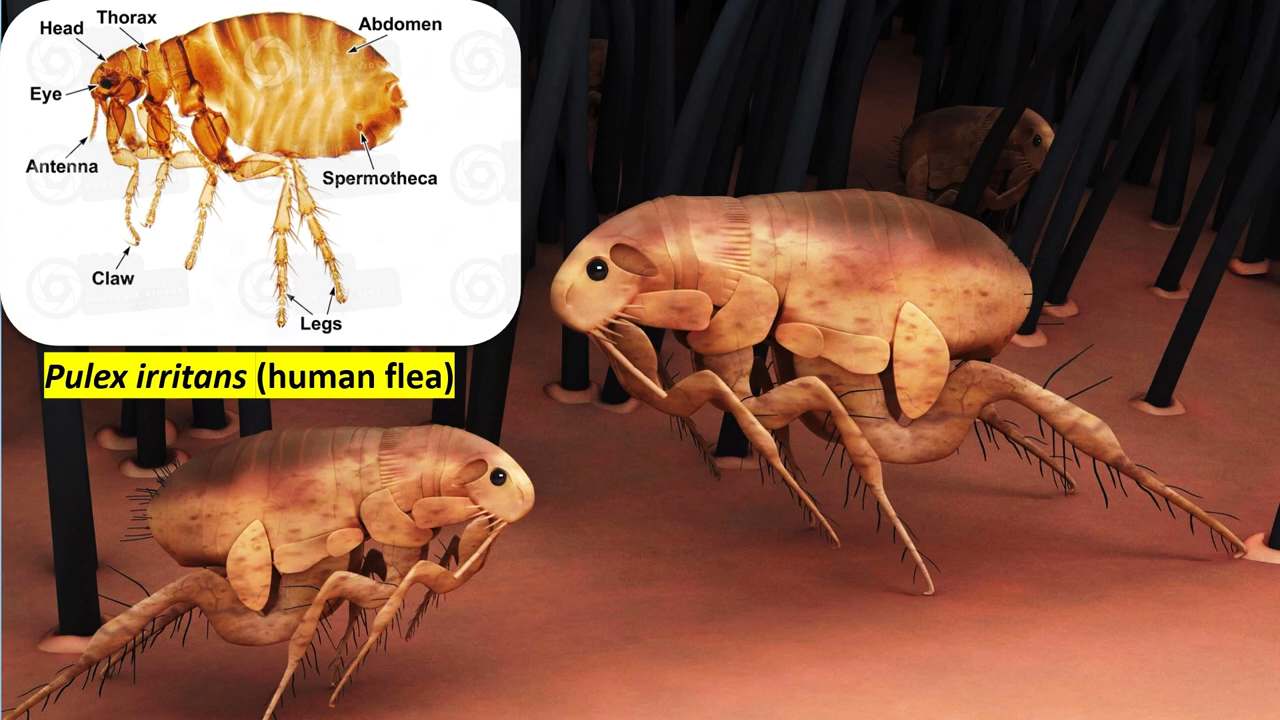 Thorax
Head
Abdomen
Eye
Antenna
Spermotheca
Claw
Legs
Pulex irritans (human flea)